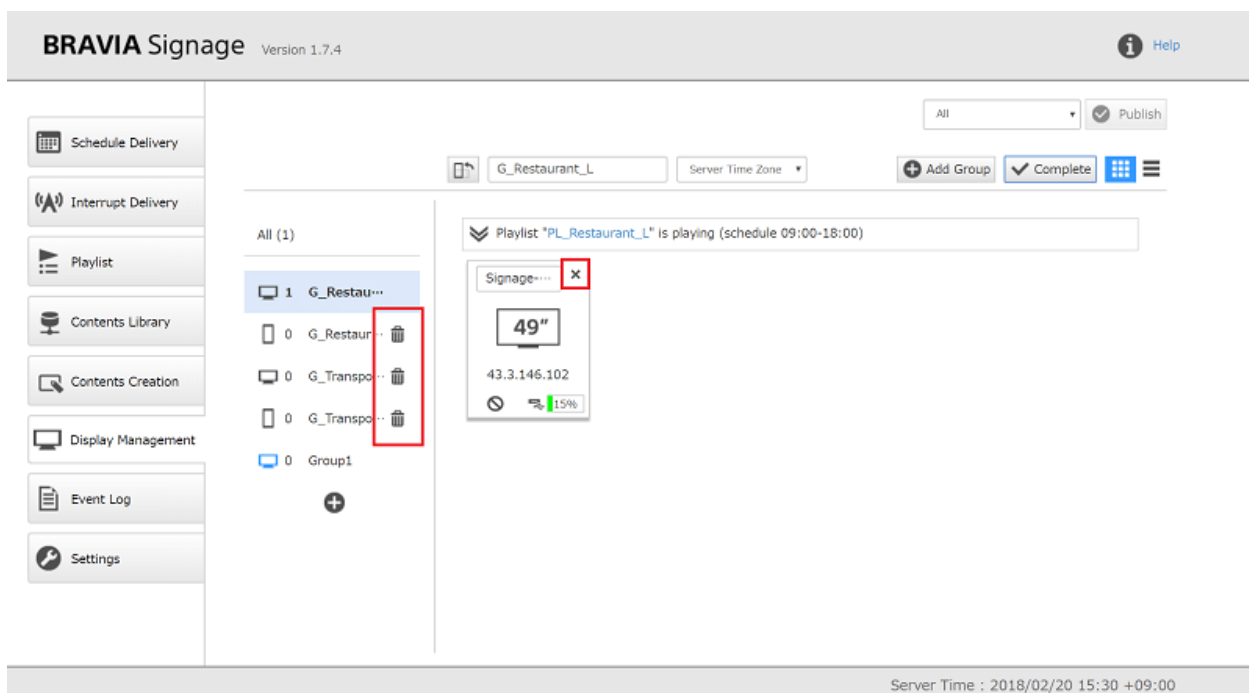 BRAVIA Signage Version 1.7.4
Help
All
Publish
G_Restaurant_L
Server Time Zone
Add Group
Complete
Schedule Delivery
Interrupt Delivery
Playlist
Contents Library
Contents Creation
Display Management
Event Log
Settings
All (1)
1 G_Restau···
0 G_Restaur··
0 G_Transpo··
0 G_Transpo··
0 Group1
Playlist "PL_Restaurant_L" is playing (schedule 09:00-18:00)
Signage-···
49"
43.3.146.102
15%
Server Time : 2018/02/20 15:30 +09:00